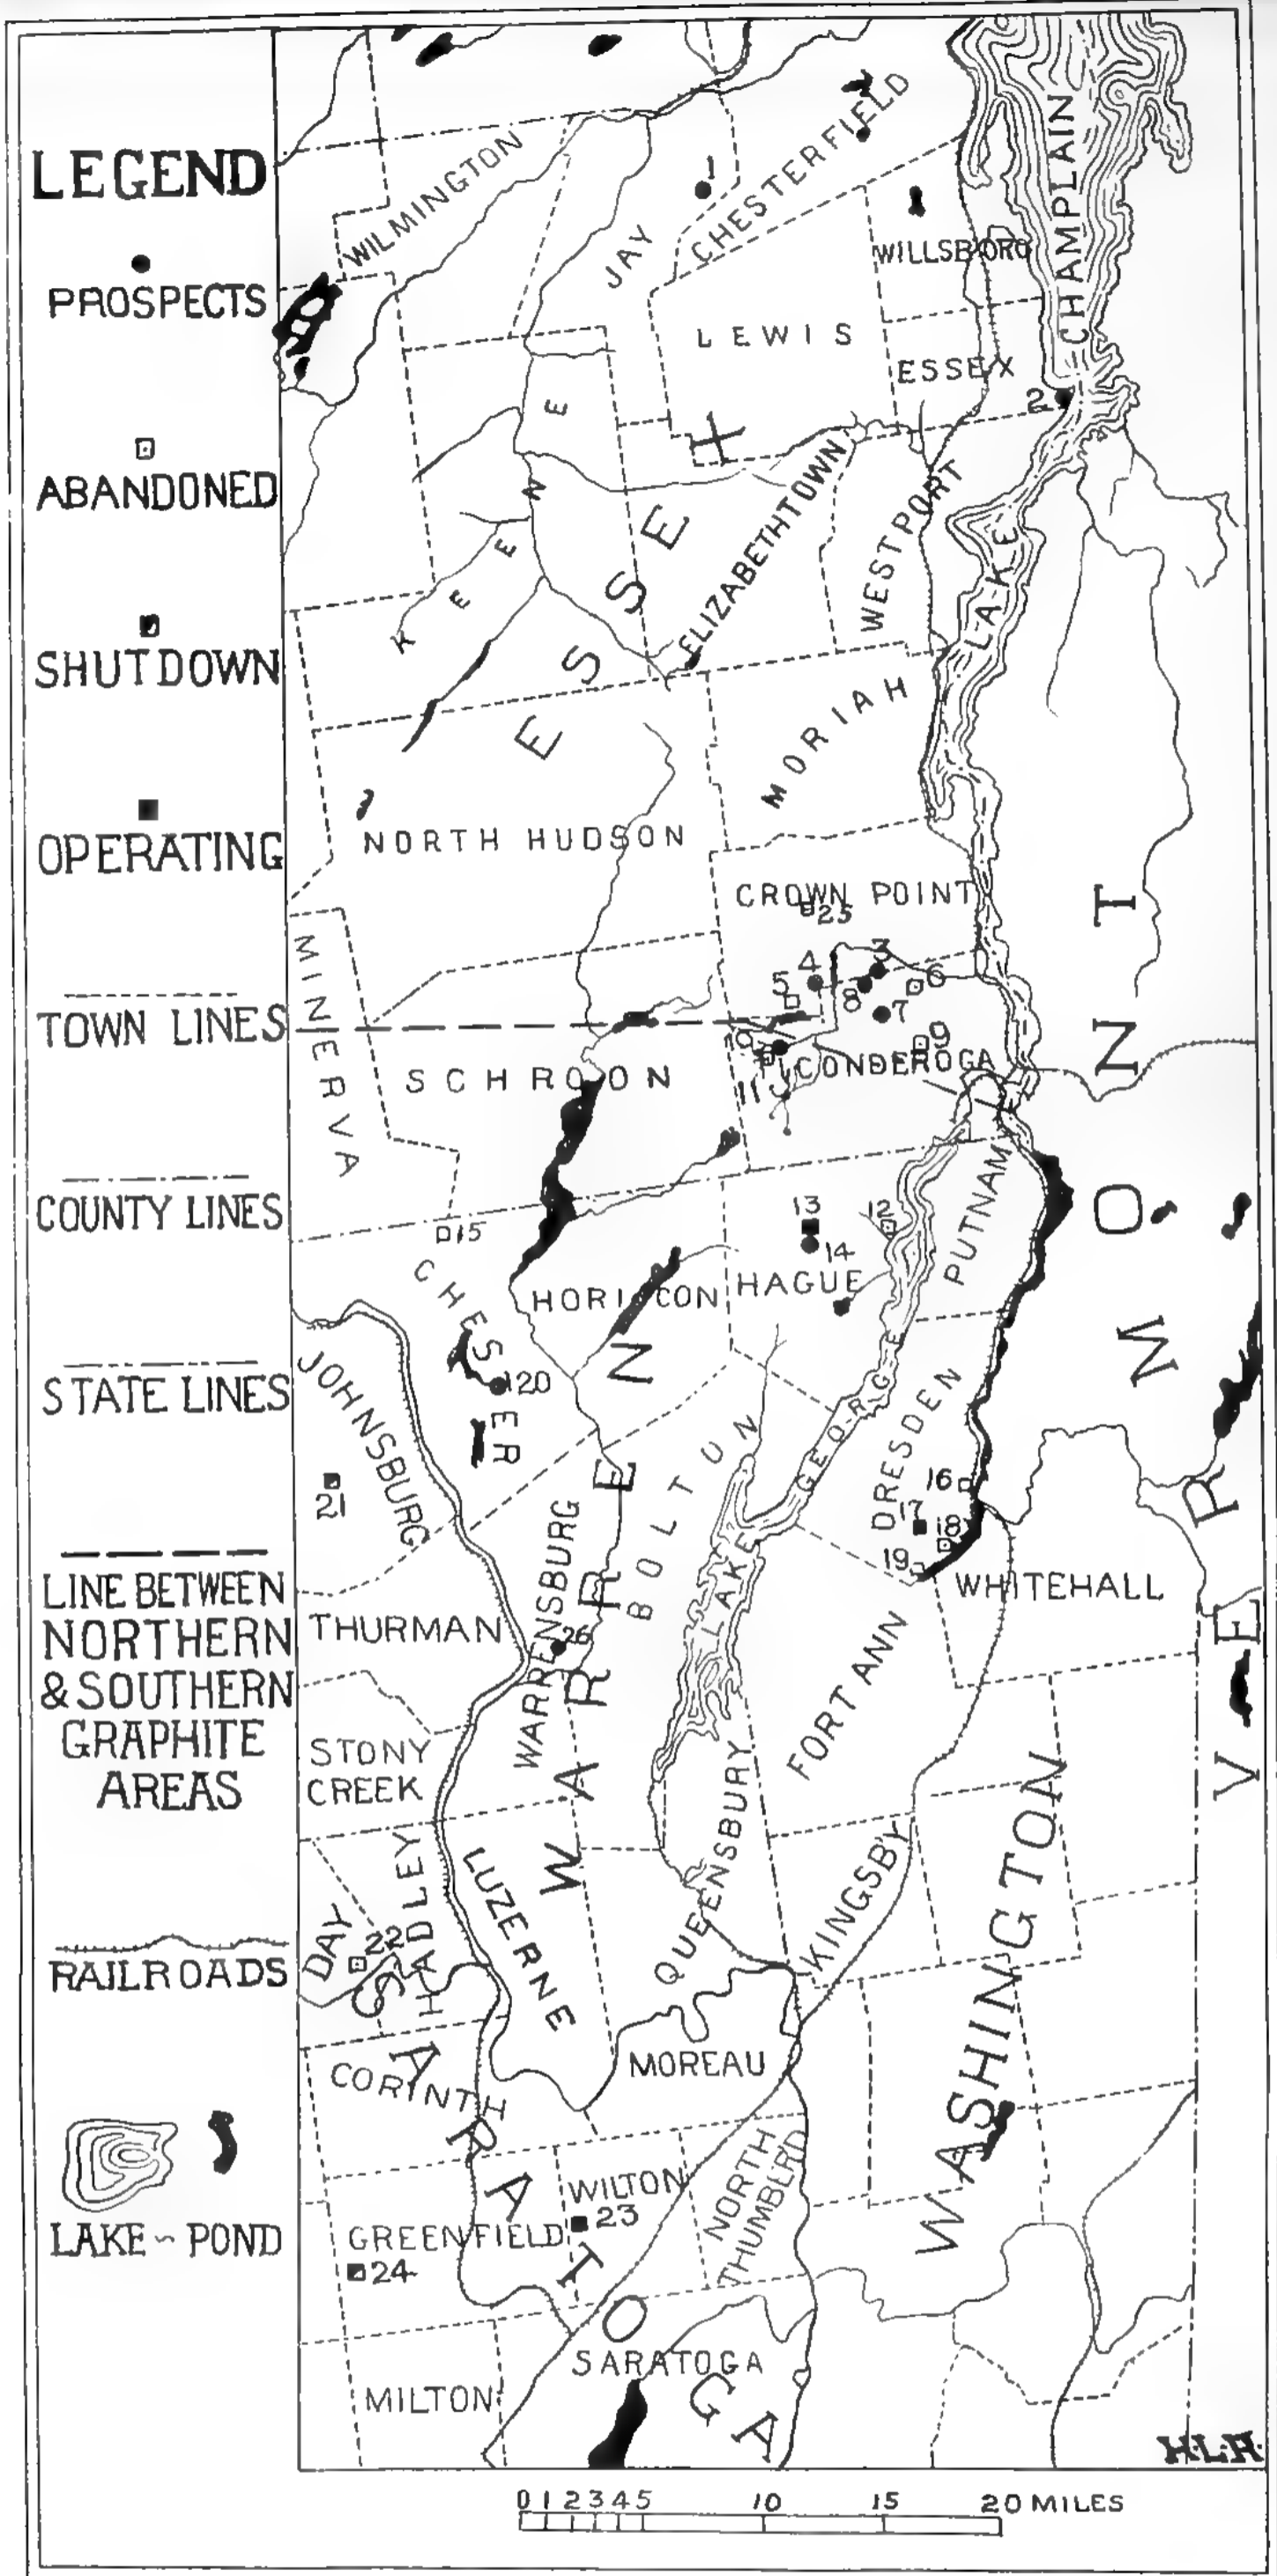 LEGEND
PROSPECTS
ABANDONED
SHUTDOWN
OPERATING
TOWN LINES
COUNTY LINES
STATE LINES
LINE BETWEEN
NORTHERN
& SOUTHERN
GRAPHITE
AREAS
RAILROADS
LAKE ~ POND
WILMINGTON
JAY
1
CHESTERFIELD
WILLSBORO
LAKE CHAMPLAIN
LEWIS
ESSEX
2
KEENE
ESSEX
ELIZABETHTOWN
WESTPORT
MORIAH
NORTH HUDSON
CROWN POINT
25
MINERVA
4
3
5
8
6
7
9
11
TICONDEROGA
SCHROON
VERMONT
15
13
14
12
PUTNAM
CHESTER
HORICON
HAGUE
JOHNSBURG
20
21
WARREN
BOLTON
LAKE GEORGE
DRESDEN
16
17
18
19
WHITEHALL
THURMAN
WARRENSBURG
26
FORT ANN
STONY
CREEK
QUEENSBURY
KINGSBY
WASHINGTON
DAY
22
HADLEY
LUZERNE
SARATOGA
CORINTH
MOREAU
WILTON
23
NORTH
THUMBERD
GREENFIELD
24
SARATOGA
MILTON
H.L.A.
0 1 2 3 4 5 10 15 20 MILES